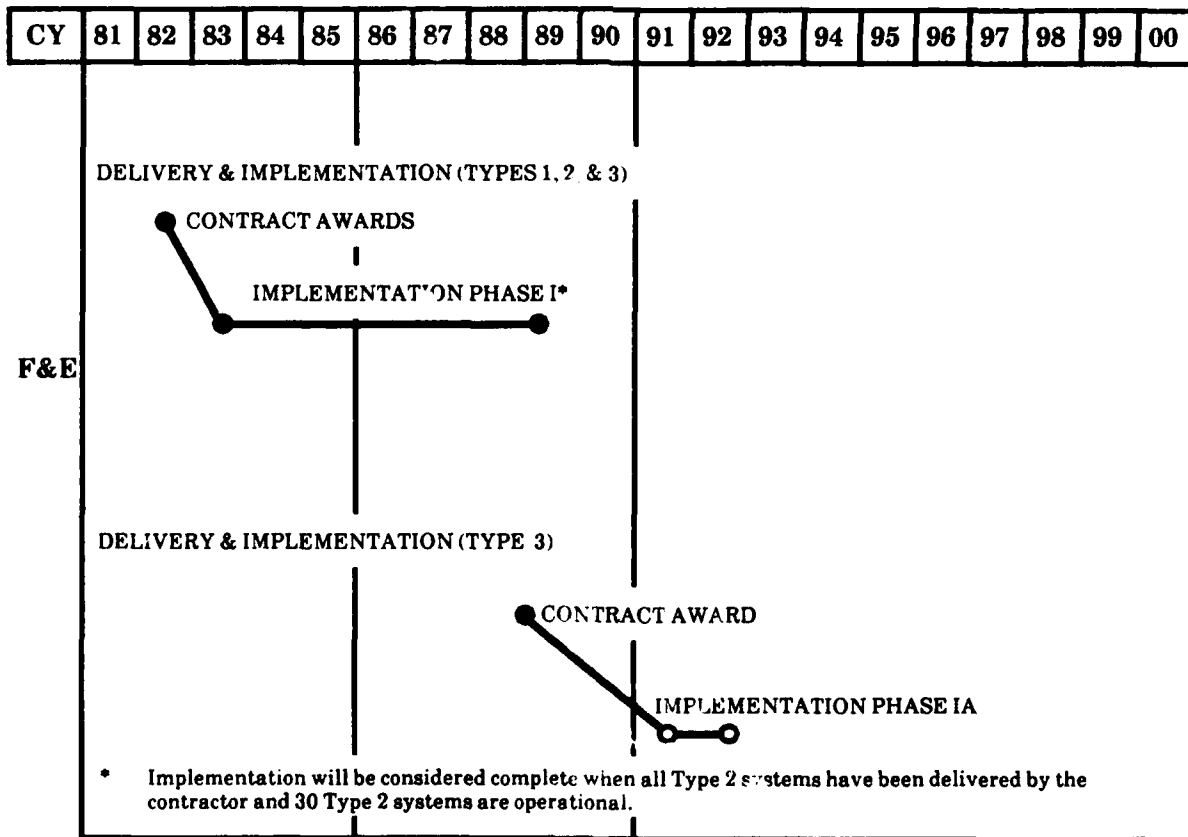 CY 81 82 83 84 85 86 87 88 89 90 91 92 93 94 95 96 97 98 99 00
DELIVERY & IMPLEMENTATION (TYPES 1, 2 & 3)
CONTRACT AWARDS
IMPLEMENTATION PHASE I*
F&E
DELIVERY & IMPLEMENTATION (TYPE 3)
CONTRACT AWARD
IMPLEMENTATION PHASE IA
* Implementation will be considered complete when all Type 2 systems have been delivered by the
contractor and 30 Type 2 systems are operational.